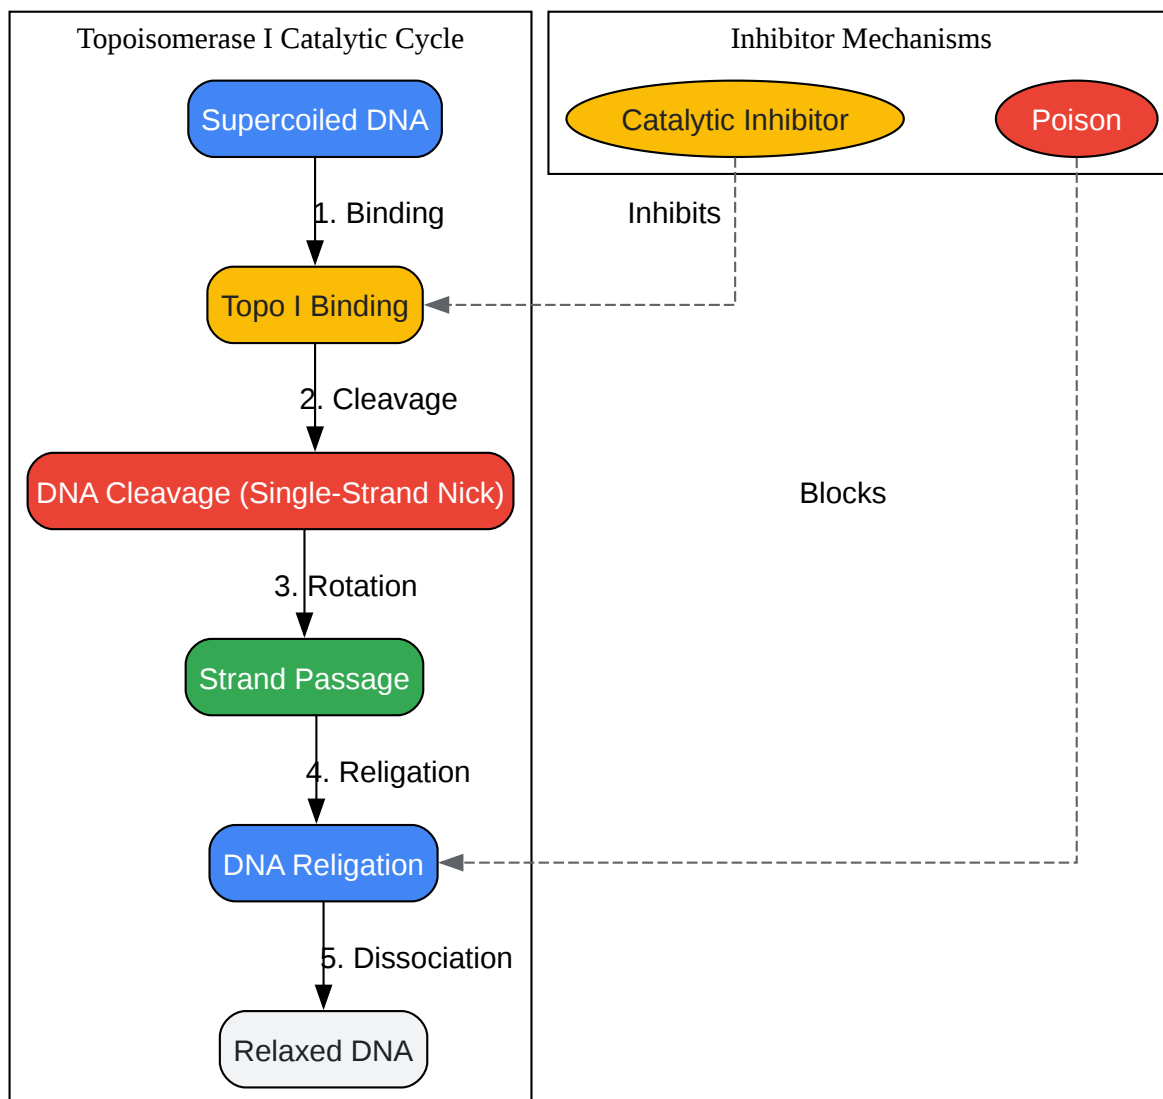 Topoisomerase I Catalytic Cycle
Supercoiled DNA
1. Binding
Topo I Binding
2. Cleavage
DNA Cleavage (Single-Strand Nick)
3. Rotation
Strand Passage
4. Religation
DNA Religation
5. Dissociation
Relaxed DNA
Inhibitor Mechanisms
Catalytic Inhibitor
Poison
Inhibits
Blocks